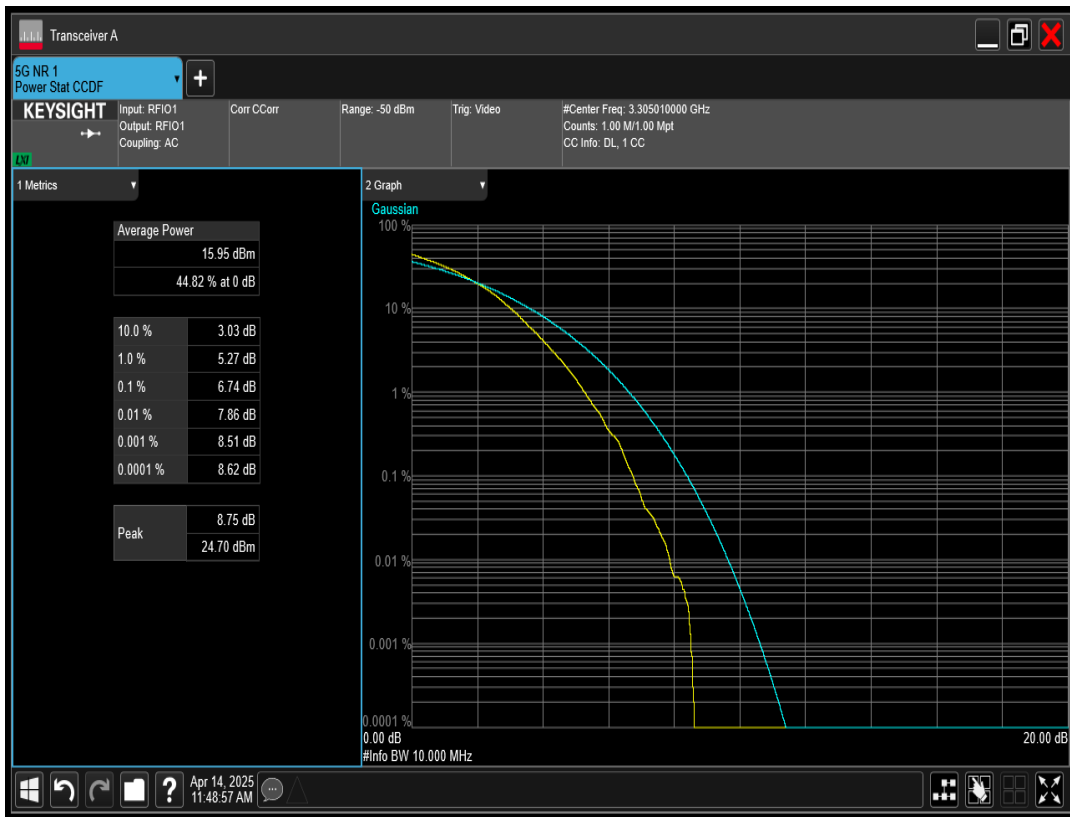 Transceiver A
5G NR 1
Power Stat CCDF
+
KEYSIGHT
LXI
Input: RFIO1
Output: RFIO1
Coupling: AC
Corr CCorr
Range: -50 dBm
Trig: Video
#Center Freq: 3.305010000 GHz
Counts: 1.00 M/1.00 Mpt
CC Info: DL, 1 CC
1 Metrics
Average Power
15.95 dBm
44.82 % at 0 dB
10.0 % 3.03 dB
1.0 % 5.27 dB
0.1 % 6.74 dB
0.01 % 7.86 dB
0.001 % 8.51 dB
0.0001 % 8.62 dB
Peak 8.75 dB
24.70 dBm
2 Graph
Gaussian
100 %
10 %
1 %
0.1 %
0.01 %
0.001 %
0.0001 %
0.00 dB 20.00 dB
#Info BW 10.000 MHz
?
Apr 14, 2025
11:48:57 AM